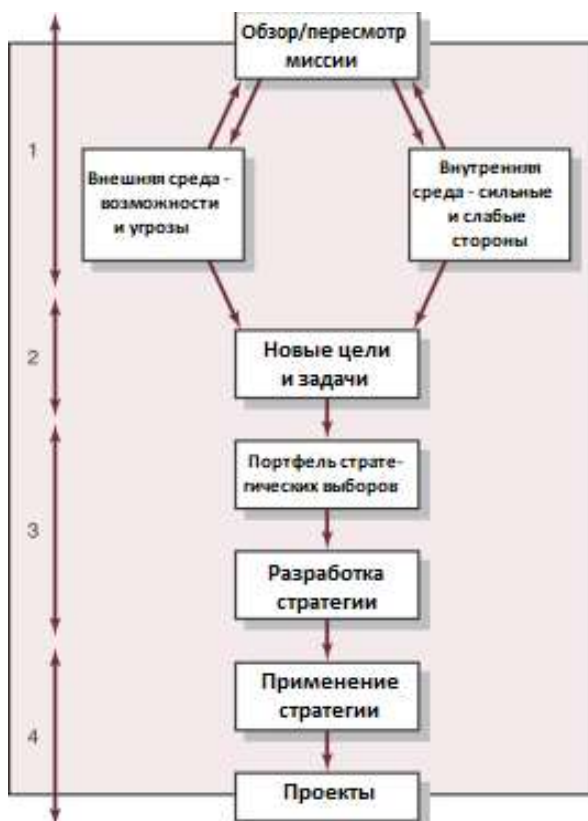 Обзор/пересмотр
миссии
1
Внешняя среда -
возможности
и угрозы
Внутренняя
среда - сильные
и слабые
стороны
2
Новые цели
и задачи
Портфель страте-
гических выборов
3
Разработка
стратегии
Применение
стратегии
4
Проекты